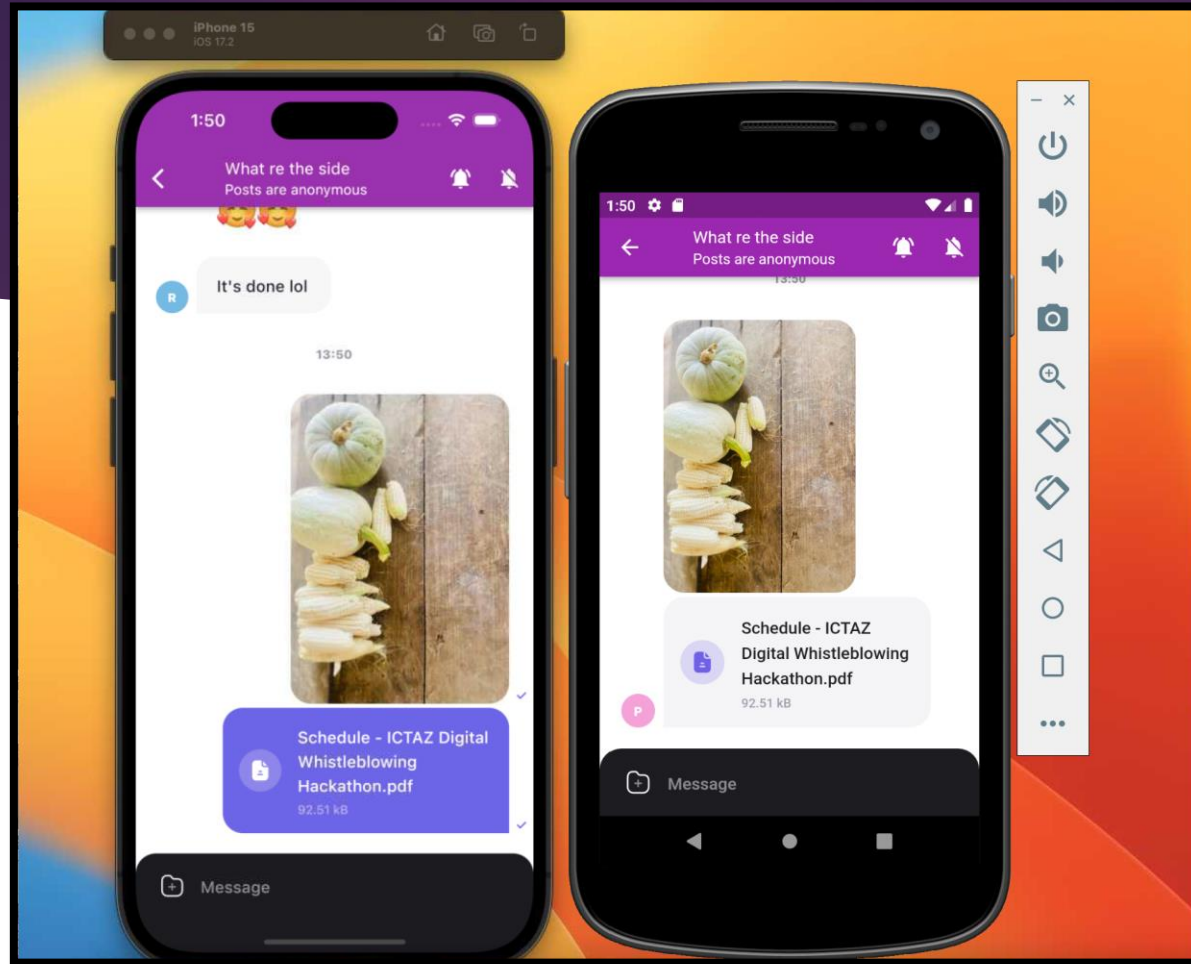 iPhone 15
iOS 17.2
1:50
What re the side
Posts are anonymous
R
It's done lol
13:50
Schedule - ICTAZ Digital
Whistleblowing
Hackathon.pdf
92.51 kB
Message
1:50
What re the side
Posts are anonymous
13:50
Schedule - ICTAZ
Digital Whistleblowing
Hackathon.pdf
92.51 kB
P
Message